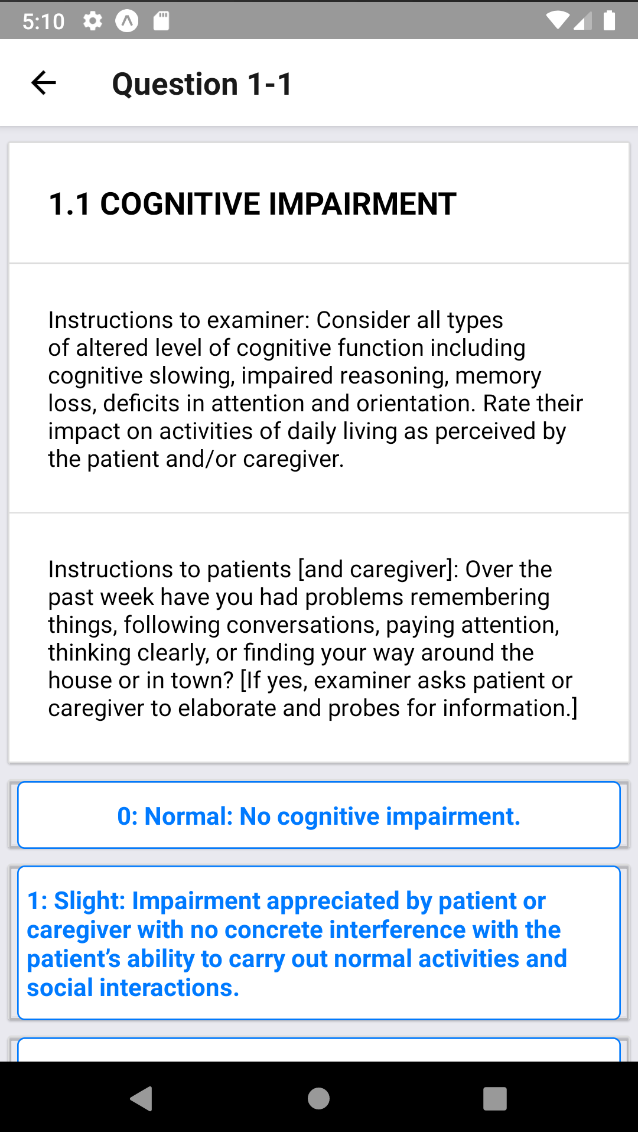 5:10
Question 1-1
1.1 COGNITIVE IMPAIRMENT
Instructions to examiner: Consider all types
of altered level of cognitive function including
cognitive slowing, impaired reasoning, memory
loss, deficits in attention and orientation. Rate their
impact on activities of daily living as perceived by
the patient and/or caregiver.
Instructions to patients [and caregiver]: Over the
past week have you had problems remembering
things, following conversations, paying attention,
thinking clearly, or finding your way around the
house or in town? [If yes, examiner asks patient or
caregiver to elaborate and probes for information.]
0: Normal: No cognitive impairment.
1: Slight: Impairment appreciated by patient or
caregiver with no concrete interference with the
patient’s ability to carry out normal activities and
social interactions.